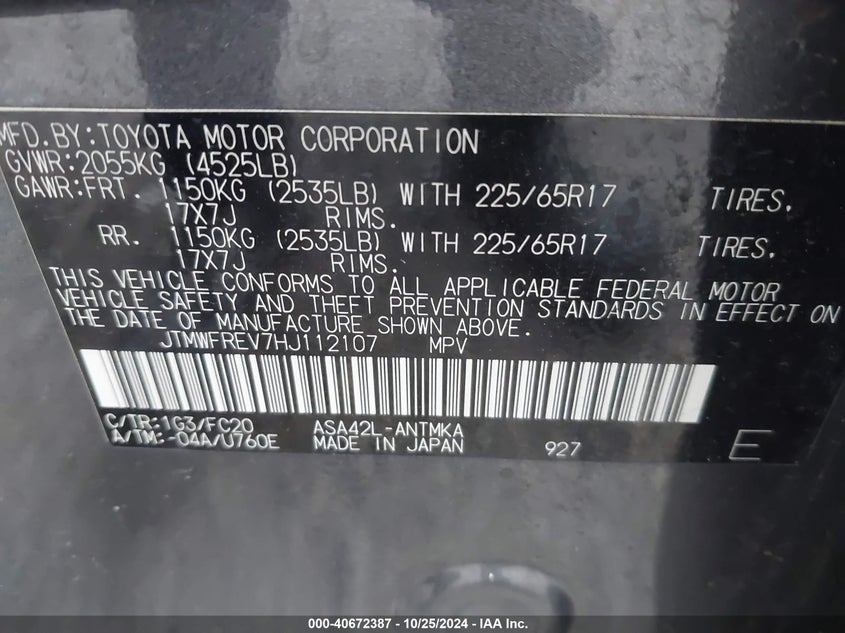 MFD.BY:TOYOTA MOTOR CORPORATION
GVWR:2055KG (4525LB)
GAWR:FRT. 1150KG (2535LB) WITH 225/65R17 TIRES.
17X7J RIMS.
RR. 1150KG (2535LB) WITH 225/65R17 TIRES.
17X7J RIMS.
THIS VEHICLE CONFORMS TO ALL APPLICABLE FEDERAL MOTOR
VEHICLE SAFETY AND THEFT PREVENTION STANDARDS IN EFFECT ON
THE DATE OF MANUFACTURE SHOWN ABOVE.
JTMWFREV7HJ112107 MPV
C/TR:1G3/FC20 ASA42L-ANTMKA
A/TM:-04A/U760E MADE IN JAPAN 927 E
000-40672387 - 10/25/2024 - IAA Inc.